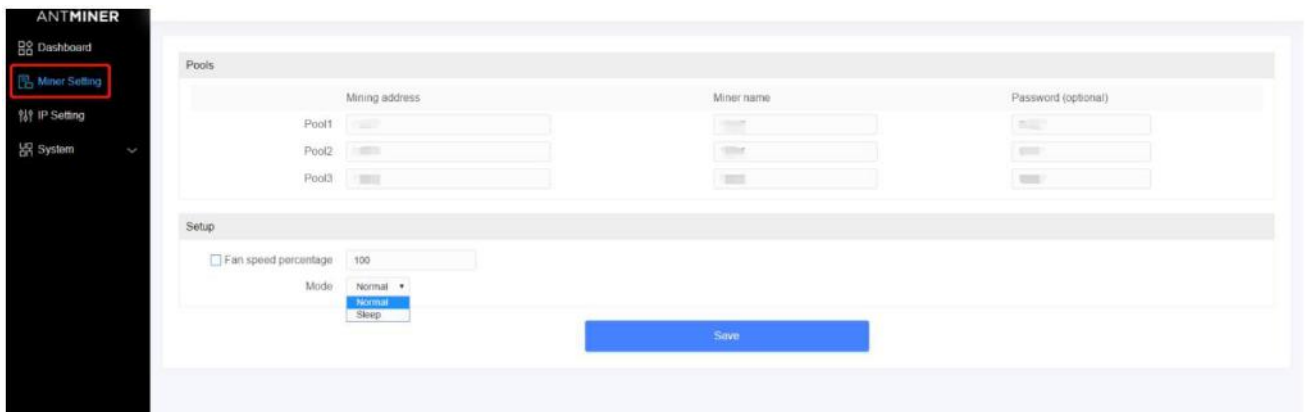 ANTMINER
Dashboard
Miner Setting
IP Setting
System
Pools
Mining address Miner name Password (optional)
Pool1
Pool2
Pool3
Setup
Fan speed percentage 100
Mode Normal
Normal
Sleep
Save